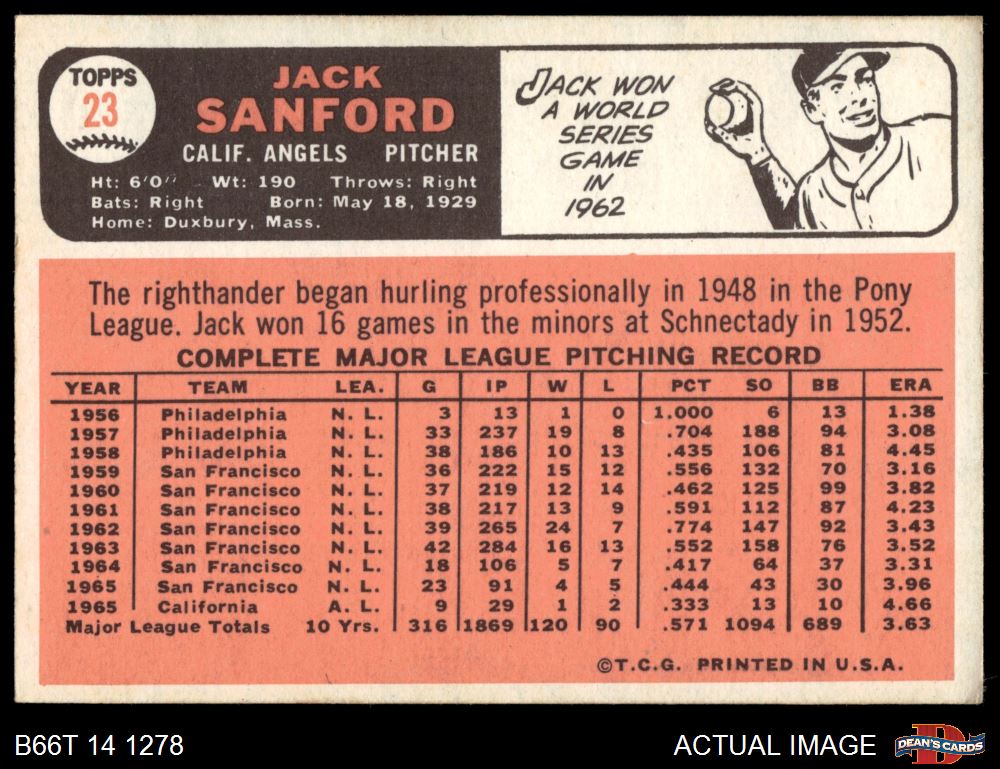 TOPPS
23
JACK
SANFORD
CALIF. ANGELS PITCHER
Ht: 6'0" Wt: 190 Throws: Right
Bats: Right Born: May 18, 1929
Home: Duxbury, Mass.
JACK WON
A WORLD
SERIES
GAME
IN
1962
The righthander began hurling professionally in 1948 in the Pony
League. Jack won 16 games in the minors at Schnectady in 1952.
COMPLETE MAJOR LEAGUE PITCHING RECORD
YEAR TEAM LEA. G IP W L PCT SO BB ERA
1956 Philadelphia N. L. 3 13 1 0 1.000 6 13 1.38
1957 Philadelphia N. L. 33 237 19 8 .704 188 94 3.08
1958 Philadelphia N. L. 38 186 10 13 .435 106 81 4.45
1959 San Francisco N. L. 36 222 15 12 .556 132 70 3.16
1960 San Francisco N. L. 37 219 12 14 .462 125 99 3.82
1961 San Francisco N. L. 38 217 13 9 .591 112 87 4.23
1962 San Francisco N. L. 39 265 24 7 .774 147 92 3.43
1963 San Francisco N. L. 42 284 16 13 .552 158 76 3.52
1964 San Francisco N. L. 18 106 5 7 .417 64 37 3.31
1965 San Francisco N. L. 23 91 4 5 .444 43 30 3.96
1965 California A. L. 9 29 1 2 .333 13 10 4.66
Major League Totals 10 Yrs. 316 1869 120 90 .571 1094 689 3.63
©T.C.G. PRINTED IN U.S.A.
B66T 14 1278
ACTUAL IMAGE
D
DEAN'S CARDS